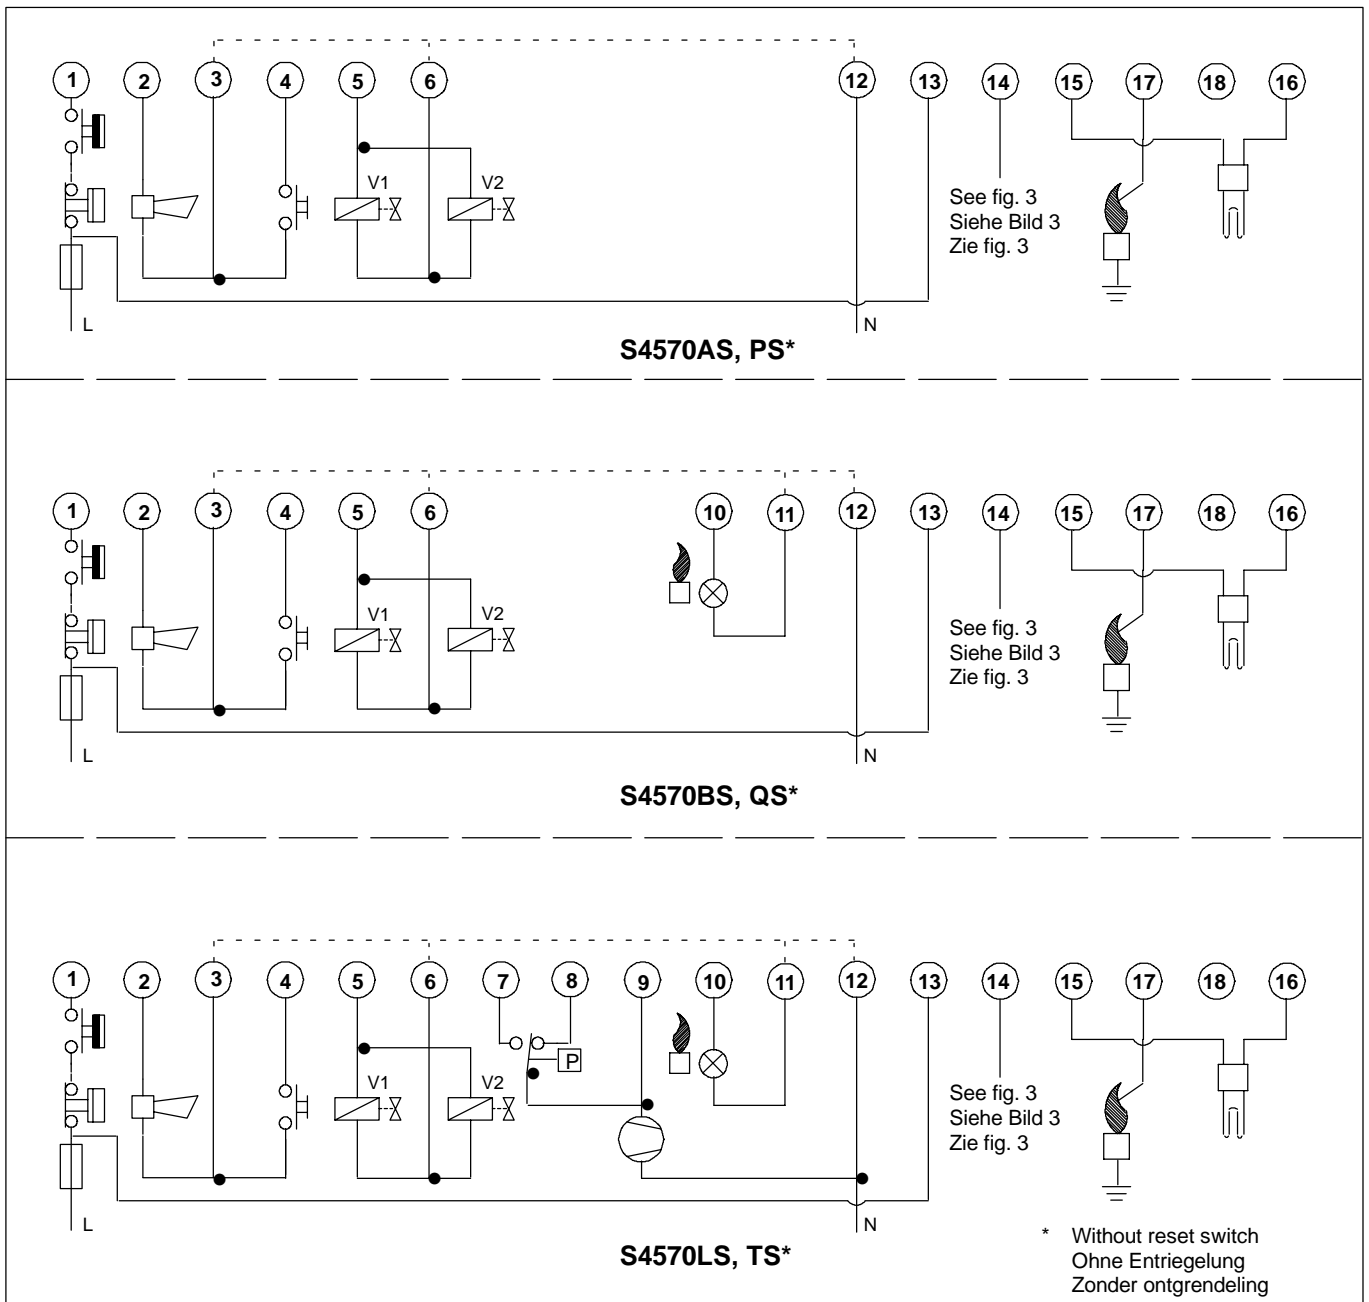 1 2 3 4 5 6 12 13 14 15 17 18 16
V1 V2
See fig. 3
Siehe Bild 3
Zie fig. 3
L N
S4570AS, PS*
1 2 3 4 5 6 10 11 12 13 14 15 17 18 16
V1 V2
See fig. 3
Siehe Bild 3
Zie fig. 3
L N
S4570BS, QS*
1 2 3 4 5 6 7 8 9 10 11 12 13 14 15 17 18 16
P
V1 V2
See fig. 3
Siehe Bild 3
Zie fig. 3
L N
S4570LS, TS*
* Without reset switch
Ohne Entriegelung
Zonder ontgrendeling